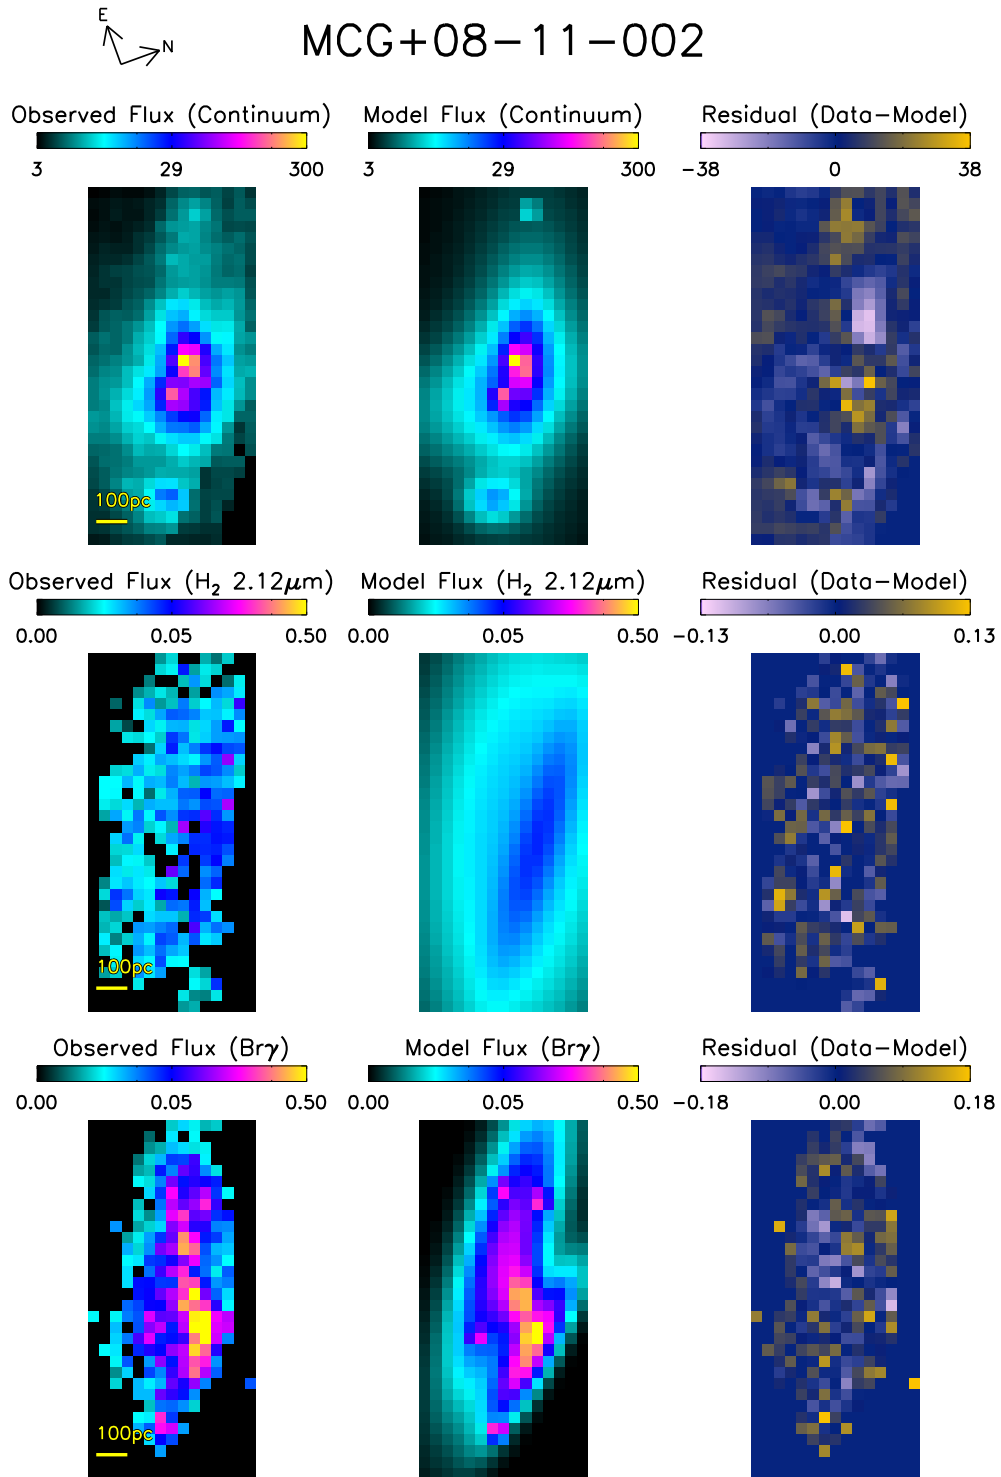 E
N
MCG+08-11-002
Observed Flux (Continuum)
Model Flux (Continuum)
Residual (Data-Model)
3 29 300
3 29 300
-38 0 38
100pc
Observed Flux (H₂ 2.12μm)
Model Flux (H₂ 2.12μm)
Residual (Data-Model)
0.00 0.05 0.50
0.00 0.05 0.50
-0.13 0.00 0.13
100pc
Observed Flux (Brγ)
Model Flux (Brγ)
Residual (Data-Model)
0.00 0.05 0.50
0.00 0.05 0.50
-0.18 0.00 0.18
100pc